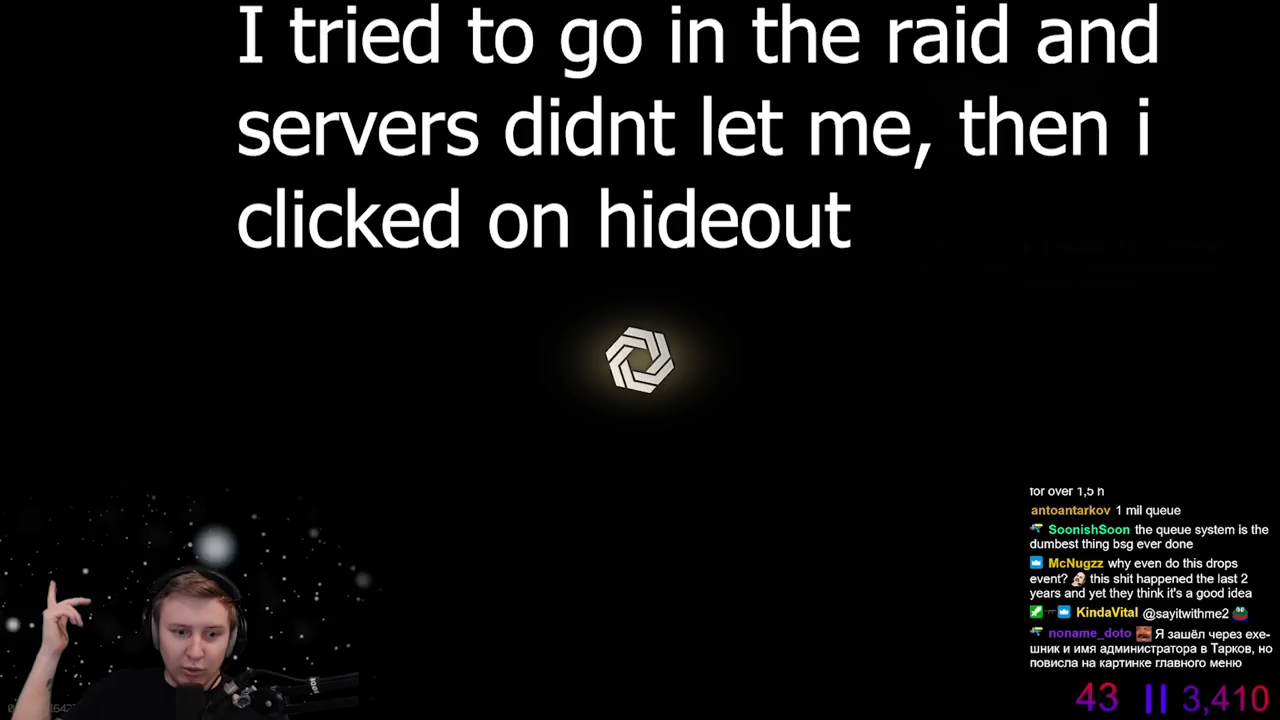 I tried to go in the raid and
servers didnt let me, then i
clicked on hideout
for over 1,5 h
antoantarkov 1 mil queue
SoonishSoon the queue system is the
dumbest thing bsg ever done
McNugzz why even do this drops
event? this shit happened the last 2
years and yet they think it's a good idea
KindaVital @sayitwithme2
noname_doto Я зашёл через ехе-
шник и имя администратора в Тарков, но
повисла на картинке главного меню
43 || 3,410